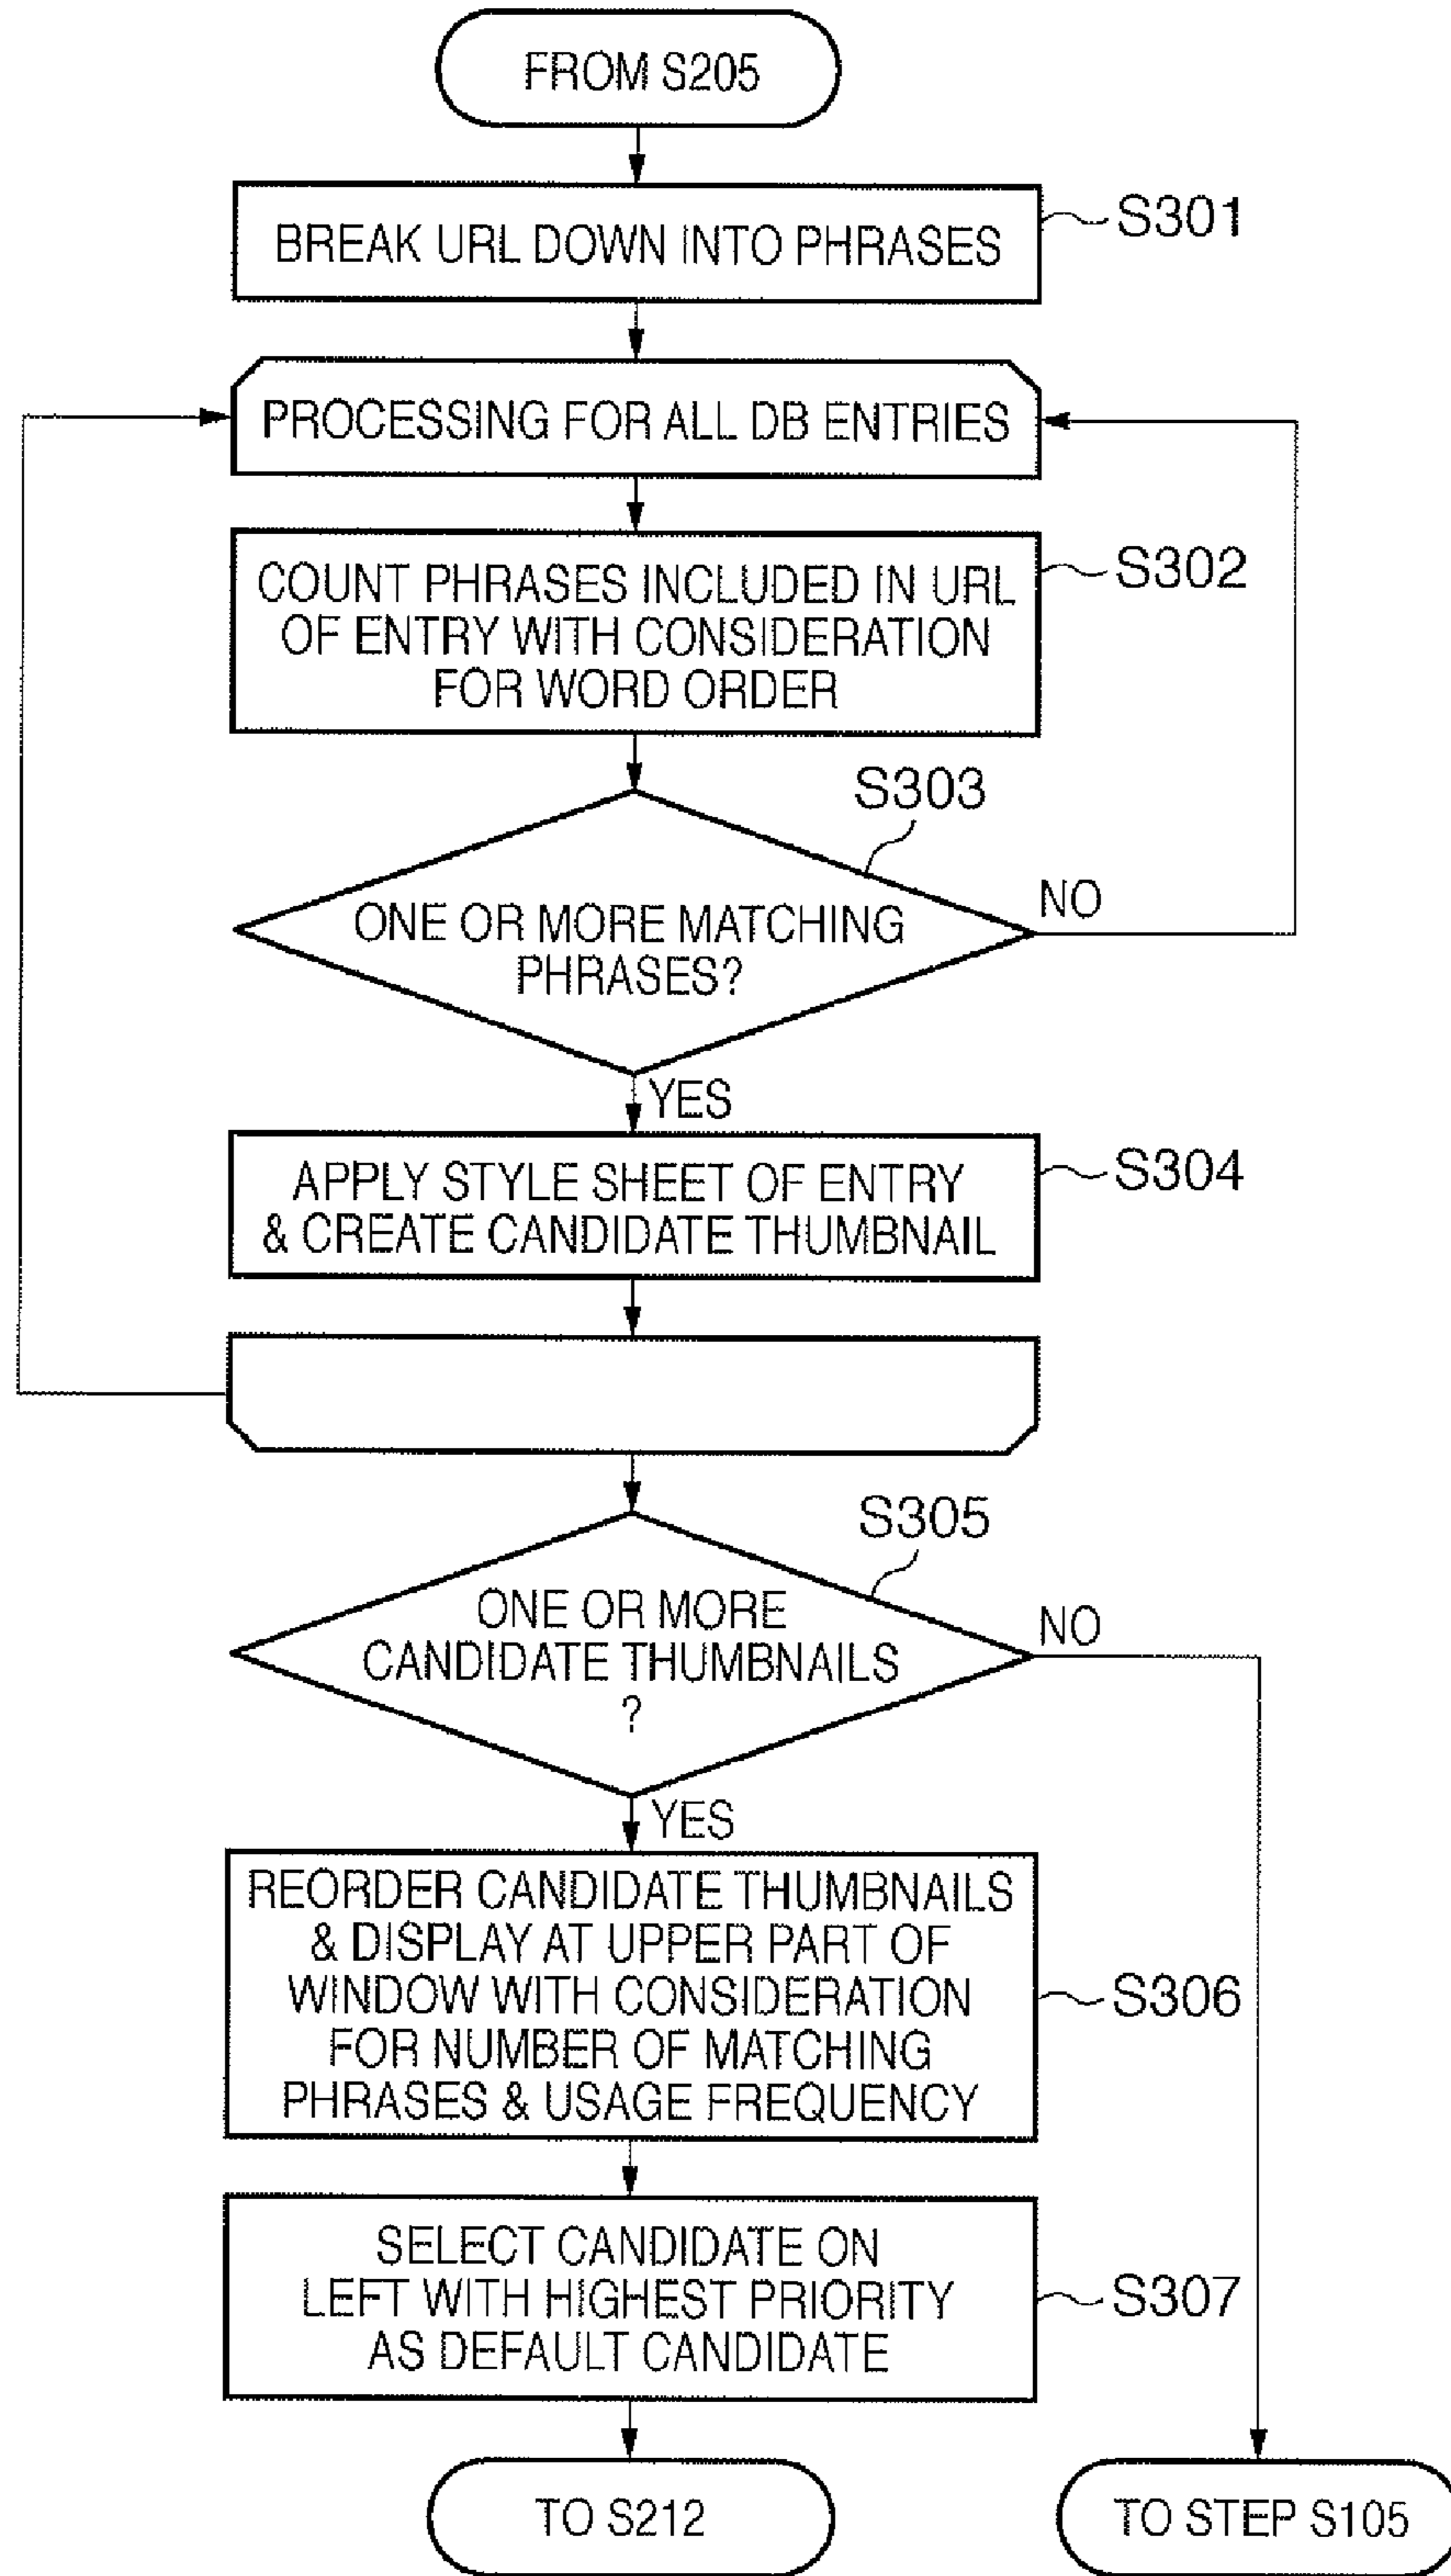 FROM S205
BREAK URL DOWN INTO PHRASES
S301
PROCESSING FOR ALL DB ENTRIES
COUNT PHRASES INCLUDED IN URL
OF ENTRY WITH CONSIDERATION
FOR WORD ORDER
S302
S303
ONE OR MORE MATCHING
PHRASES?
NO
YES
APPLY STYLE SHEET OF ENTRY
& CREATE CANDIDATE THUMBNAIL
S304
S305
ONE OR MORE
CANDIDATE THUMBNAILS
?
NO
YES
REORDER CANDIDATE THUMBNAILS
& DISPLAY AT UPPER PART OF
WINDOW WITH CONSIDERATION
FOR NUMBER OF MATCHING
PHRASES & USAGE FREQUENCY
S306
SELECT CANDIDATE ON
LEFT WITH HIGHEST PRIORITY
AS DEFAULT CANDIDATE
S307
TO S212
TO STEP S105